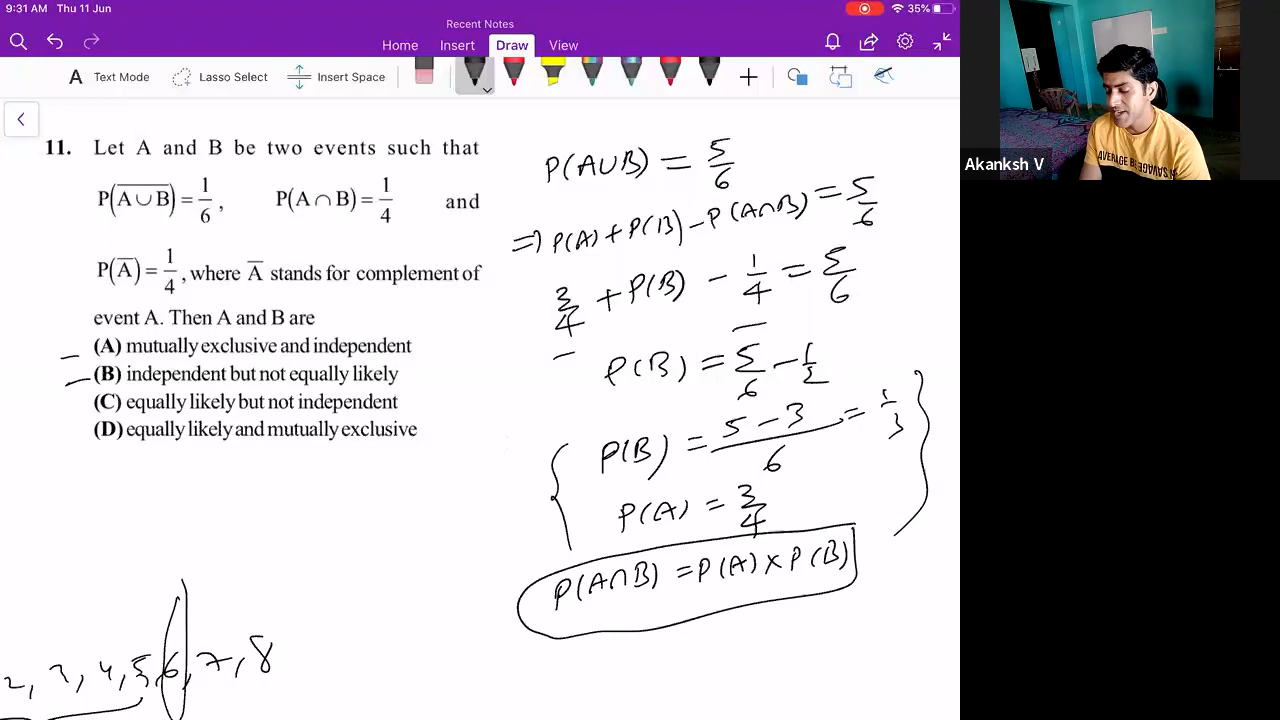 9:31 AM Thu 11 Jun
35%
Recent Notes
Home Insert Draw View
A Text Mode Lasso Select Insert Space
11. Let A and B be two events such that
P(A̅ ∪ B̅) = 1/6, P(A ∩ B) = 1/4 and
P(A̅) = 1/4, where A̅ stands for complement of
event A. Then A and B are
(A) mutually exclusive and independent
(B) independent but not equally likely
(C) equally likely but not independent
(D) equally likely and mutually exclusive
2, 3, 4, 5, 6, 7, 8
P(A∪B) = 5/6
⇒ P(A) + P(B) - P(A∩B) = 5/6
3/4 + P(B) - 1/4 = 5/6
P(B) = 5/6 - 1/2
P(B) = 5-3/6 = 1/3
P(A) = 3/4
P(A∩B) = P(A) × P(B)
Akanksh V